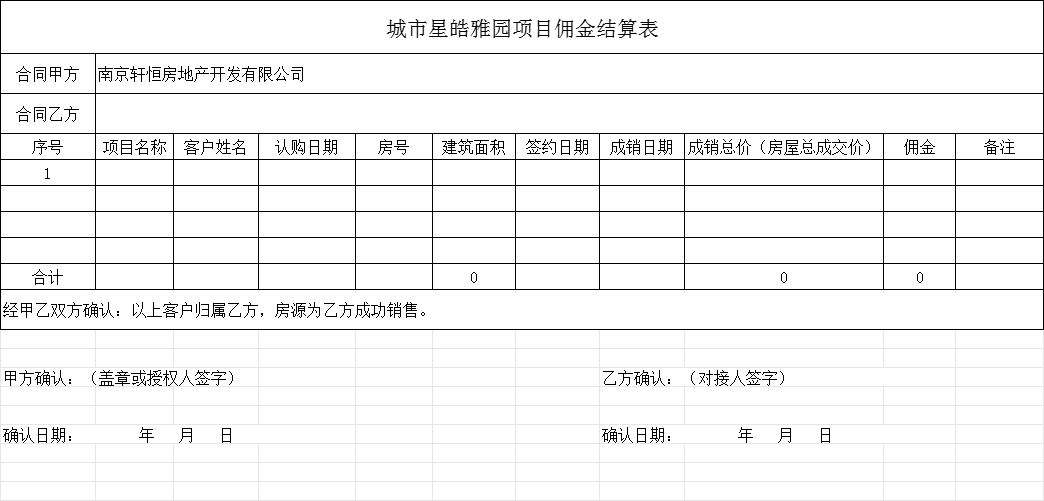 城市星皓雅园项目佣金结算表
合同甲方 南京轩恒房地产开发有限公司
合同乙方
序号 项目名称 客户姓名 认购日期 房号 建筑面积 签约日期 成销日期 成销总价（房屋总成交价） 佣金 备注
1
合计 0 0 0
经甲乙双方确认：以上客户归属乙方，房源为乙方成功销售。
甲方确认：（盖章或授权人签字） 乙方确认：（对接人签字）
确认日期： 年 月 日 确认日期： 年 月 日